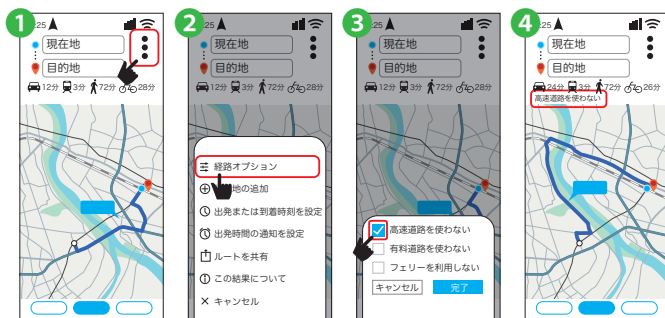 1
:25
現在地
目的地
12分 3分 72分 28分
2
:25
現在地
目的地
12分 3分 72分 28分
経路オプション
地の追加
出発または到着時刻を設定
出発時間の通知を設定
ルートを共有
この結果について
キャンセル
3
:25
現在地
目的地
12分 3分 72分 28分
高速道路を使わない
有料道路を使わない
フェリーを利用しない
キャンセル 完了
4
:25
現在地
目的地
24分 3分 72分 26分
高速道路を使わない